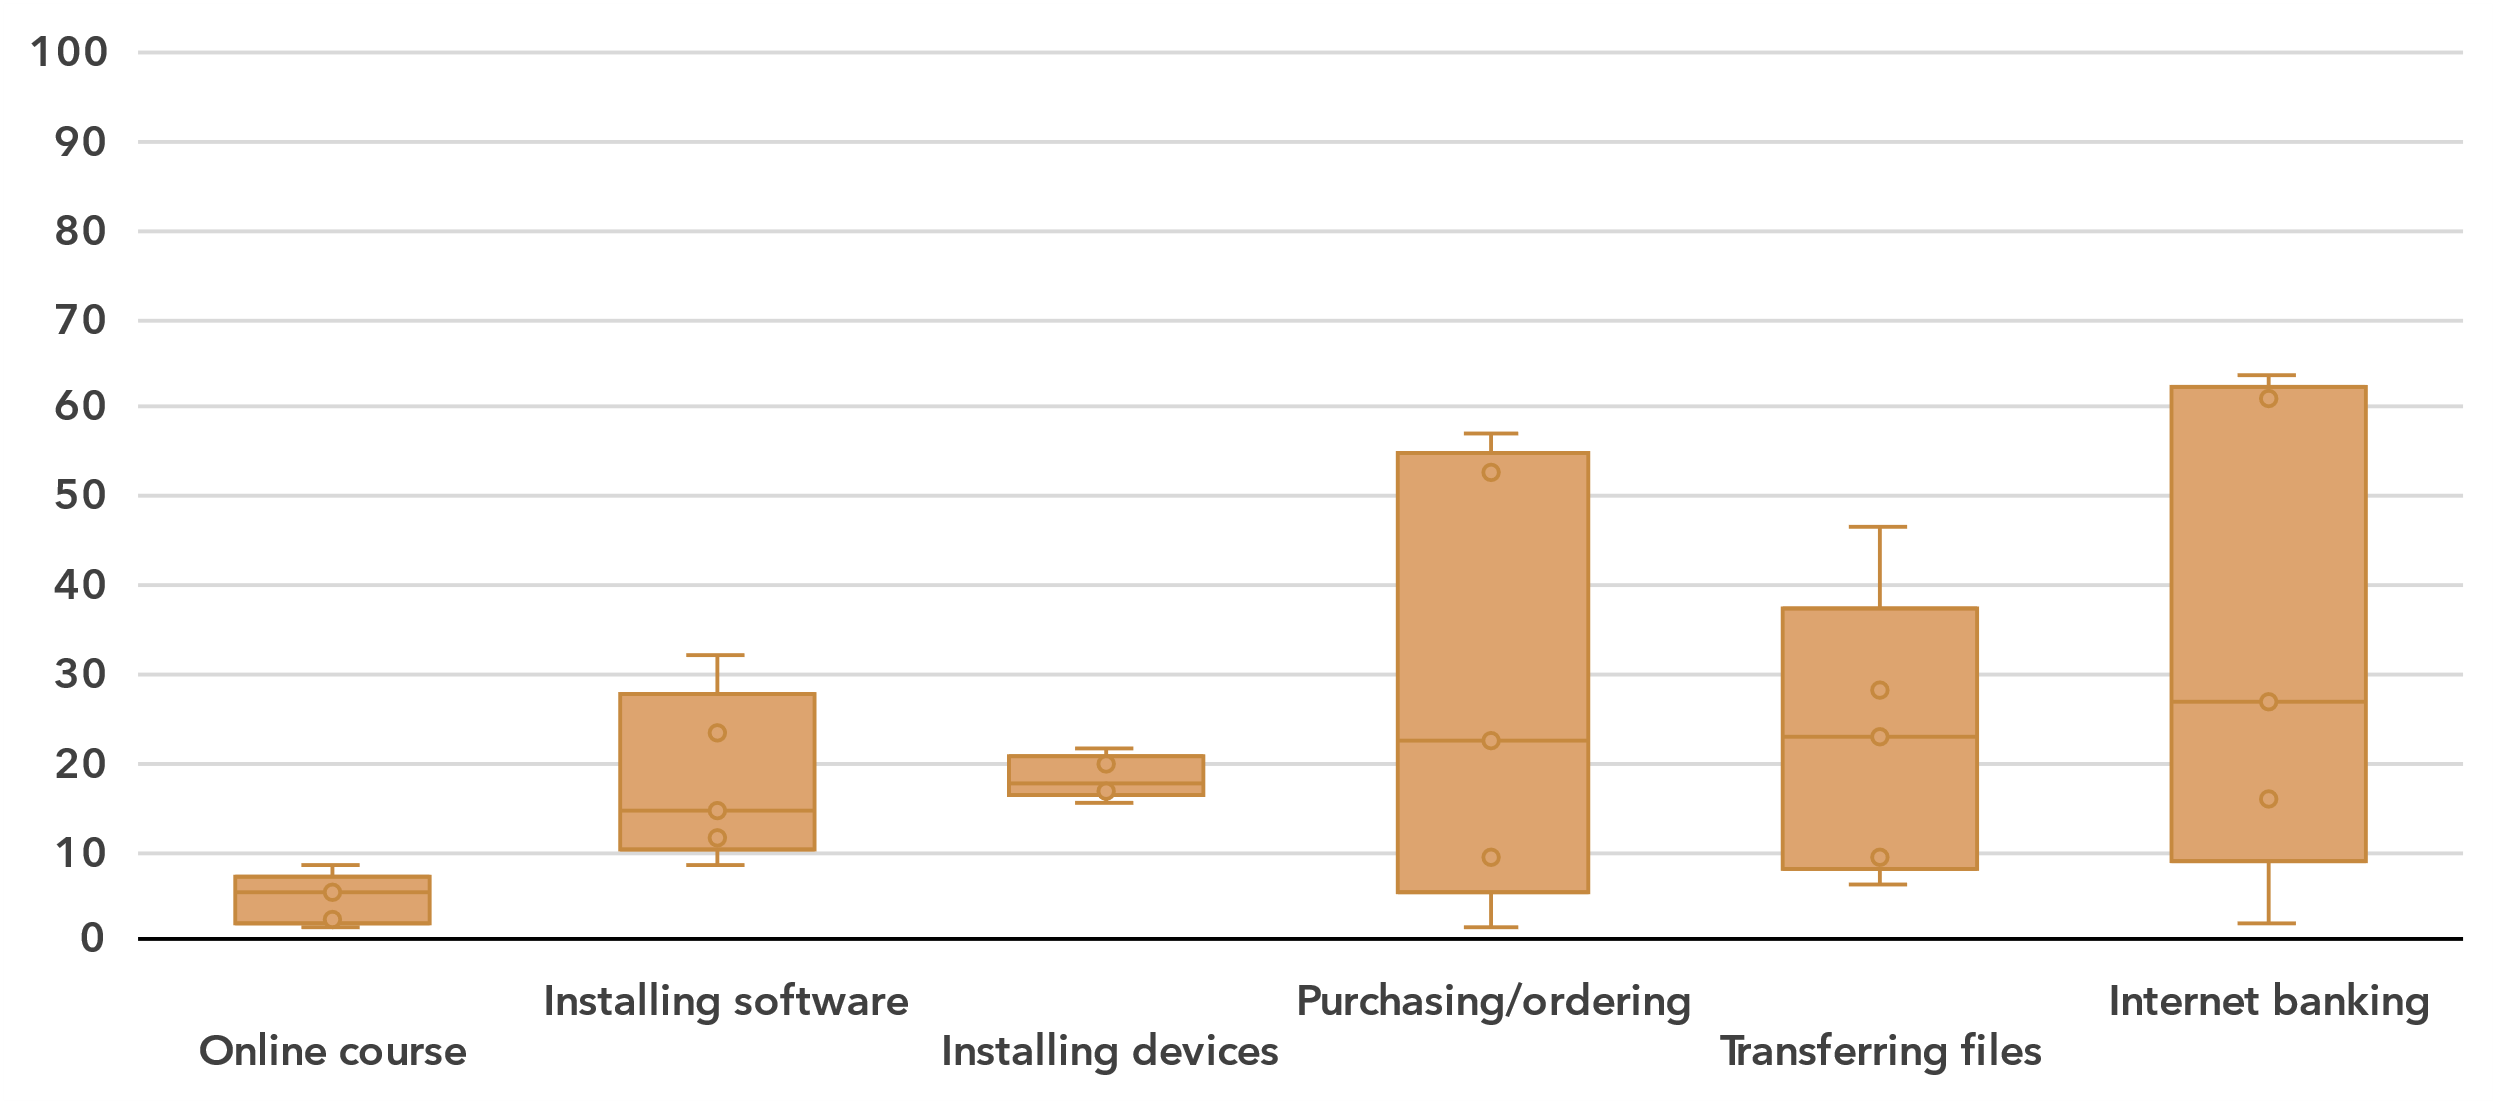 100
90
80
70
60
50
40
30
20
10
0
Installing software
Purchasing/ordering
Internet banking
Online course
Installing devices
Transferring files